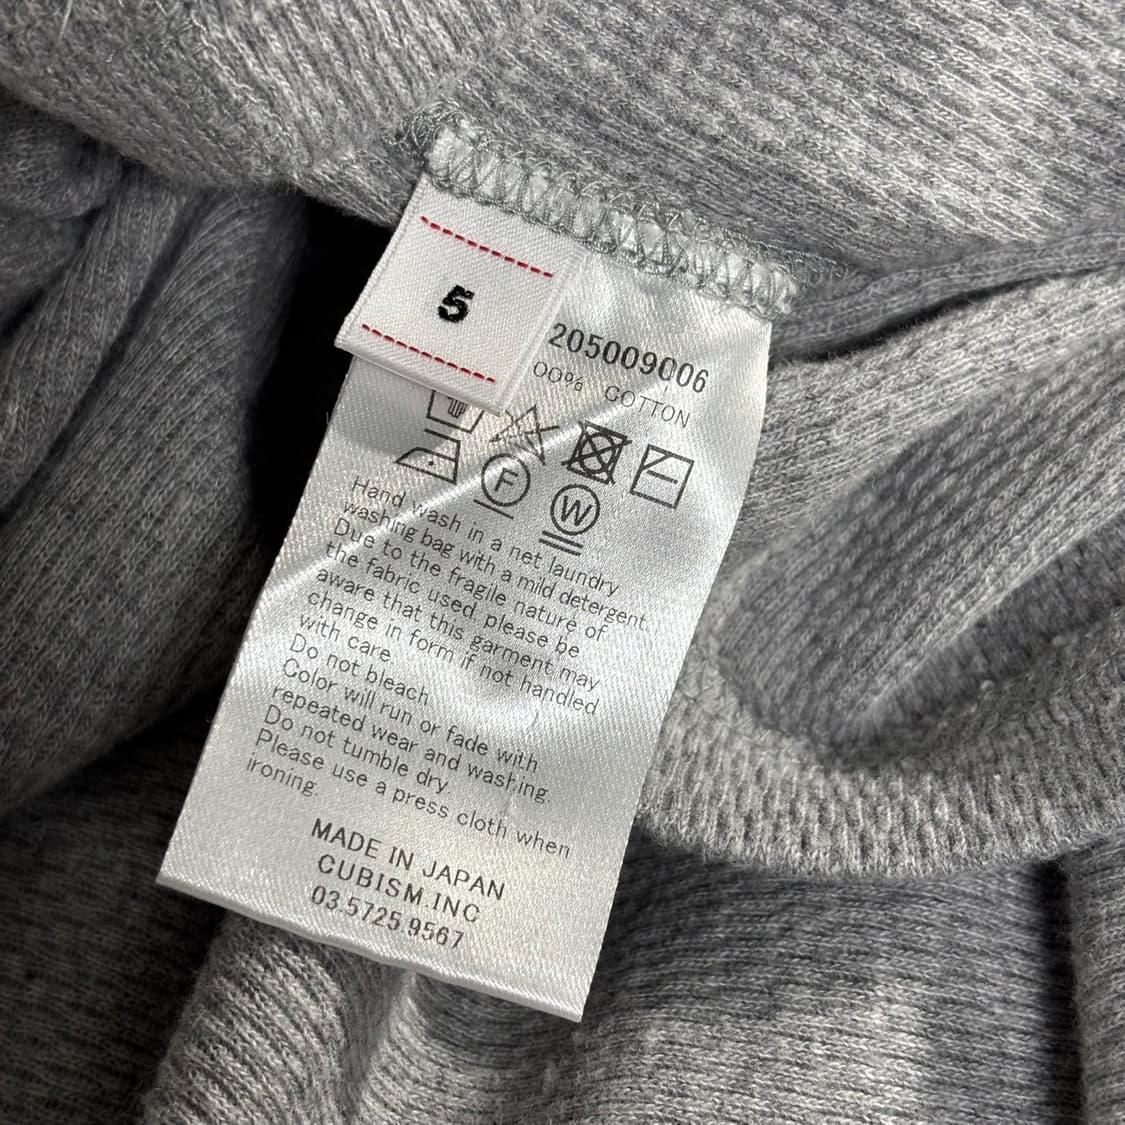 5
205009006
00% COTTON
F
W
Hand wash in a net laundry
washing bag with a mild detergent.
Due to the fragile nature of
the fabric used, please be
aware that this garment may
change in form if not handled
with care
Do not bleach
Color will run or fade with
repeated wear and washing.
Do not tumble dry.
Please use a press cloth when
ironing.
MADE IN JAPAN
CUBISM.INC
03.5725.9567